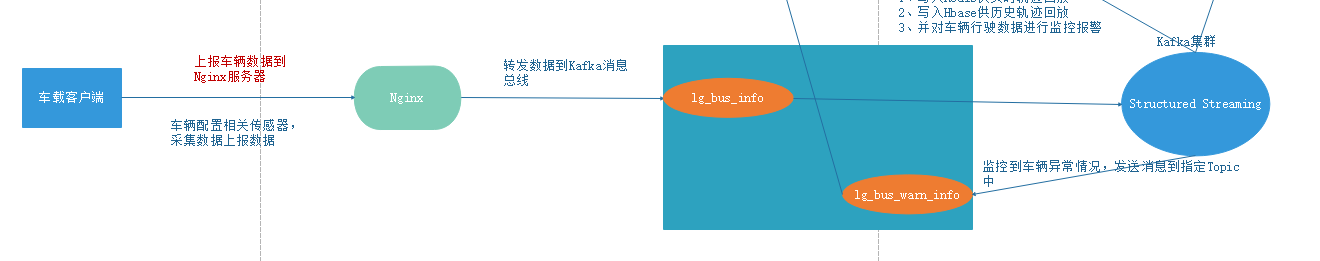 2、写入Hbase供历史轨迹回放
3、并对车辆行驶数据进行监控报警
Kafka集群
上报车辆数据到
Nginx服务器
转发数据到Kafka消息
总线
车载客户端
Nginx
lg_bus_info
Structured Streaming
车辆配置相关传感器，
采集数据上报数据
监控到车辆异常情况，发送消息到指定Topic
中
lg_bus_warn_info